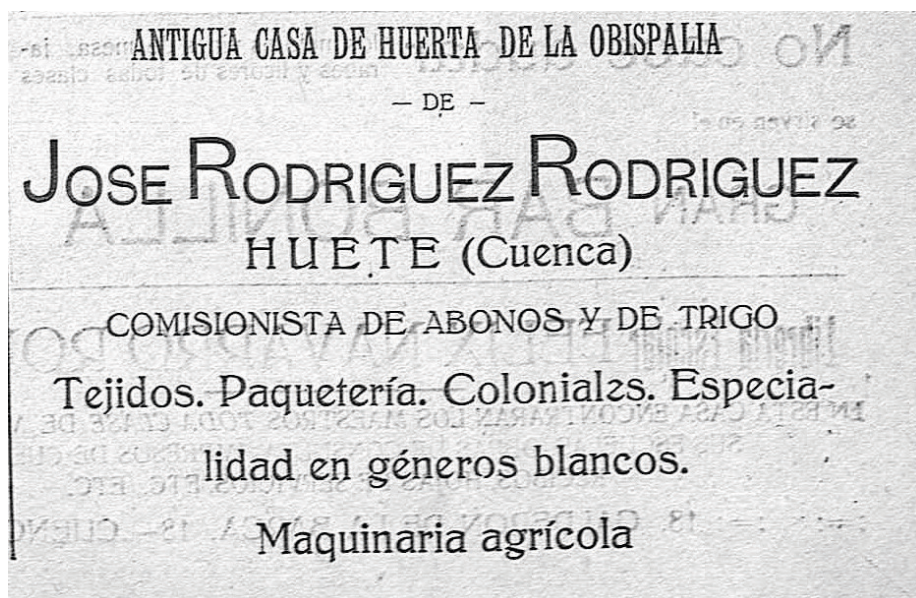 ANTIGUA CASA DE HUERTA DE LA OBISPALIA
– DE –
JOSE RODRIGUEZ RODRIGUEZ
HUETE (Cuenca)
COMISIONISTA DE ABONOS Y DE TRIGO
Tejidos. Paquetería. Coloniales. Especia-
lidad en géneros blancos.
Maquinaria agrícola